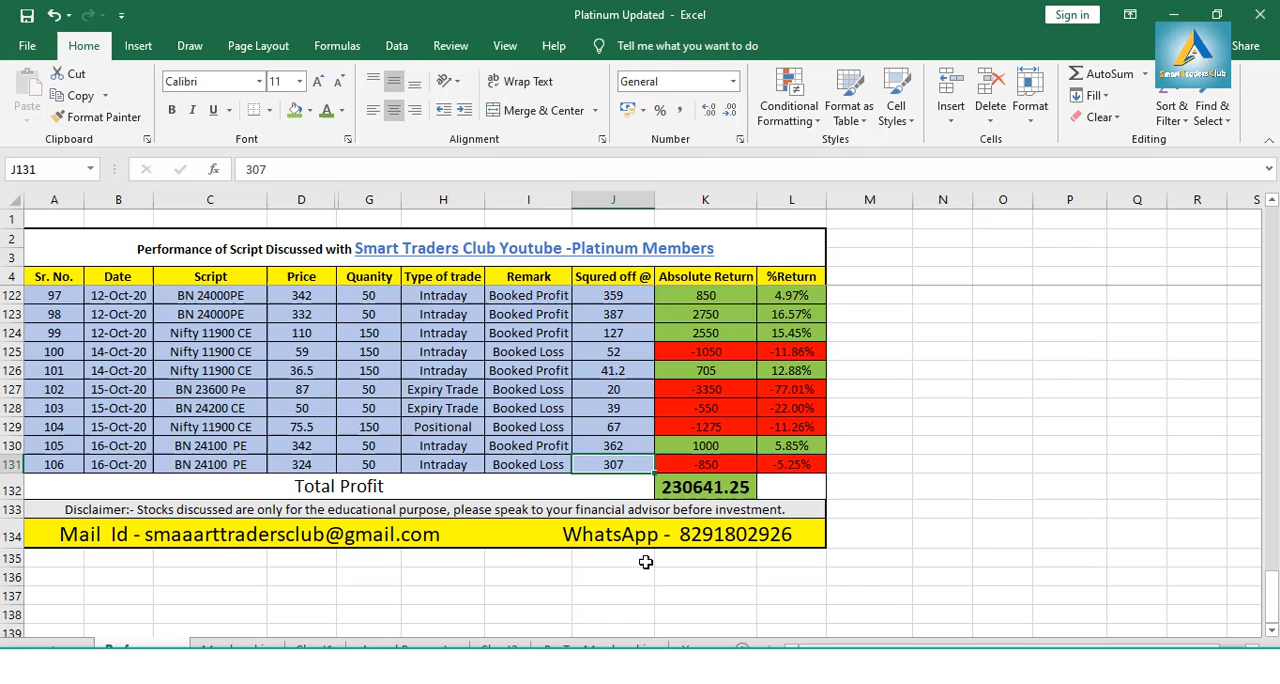 Platinum Updated - Excel
Sign in
File Home Insert Draw Page Layout Formulas Data Review View Help Tell me what you want to do Share
Smart Traders Club
Paste Cut Copy Format Painter
Calibri 11 B I U
Wrap Text Merge & Center
General
Conditional Formatting Format as Table Cell Styles
Insert Delete Format
AutoSum Fill Clear
Sort & Filter Find & Select
Clipboard Font Alignment Number Styles Cells Editing
J131 fx 307
A B C D G H I J K L M N O P Q R S
1
2
Performance of Script Discussed with Smart Traders Club Youtube -Platinum Members
3
4 Sr. No. Date Script Price Quanity Type of trade Remark Squred off @ Absolute Return %Return
122 97 12-Oct-20 BN 24000PE 342 50 Intraday Booked Profit 359 850 4.97%
123 98 12-Oct-20 BN 24000PE 332 50 Intraday Booked Profit 387 2750 16.57%
124 99 12-Oct-20 Nifty 11900 CE 110 150 Intraday Booked Profit 127 2550 15.45%
125 100 14-Oct-20 Nifty 11900 CE 59 150 Intraday Booked Loss 52 -1050 -11.86%
126 101 14-Oct-20 Nifty 11900 CE 36.5 150 Intraday Booked Profit 41.2 705 12.88%
127 102 15-Oct-20 BN 23600 Pe 87 50 Expiry Trade Booked Loss 20 -3350 -77.01%
128 103 15-Oct-20 BN 24200 CE 50 50 Expiry Trade Booked Loss 39 -550 -22.00%
129 104 15-Oct-20 Nifty 11900 CE 75.5 150 Positional Booked Loss 67 -1275 -11.26%
130 105 16-Oct-20 BN 24100 PE 342 50 Intraday Booked Profit 362 1000 5.85%
131 106 16-Oct-20 BN 24100 PE 324 50 Intraday Booked Loss 307 -850 -5.25%
132 Total Profit 230641.25
133 Disclaimer:- Stocks discussed are only for the educational purpose, please speak to your financial advisor before investment.
134 Mail Id - smaaarttradersclub@gmail.com WhatsApp - 8291802926
135
136
137
138
139